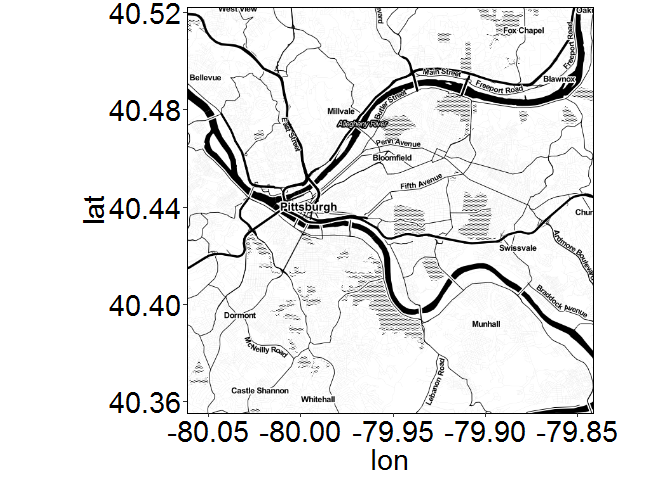 40.52
40.48
40.44
40.40
40.36
lat
-80.05
-80.00
-79.95
-79.90
-79.85
lon
West View
Fox Chapel
Freeport Road
Bellevue
Main Street
Freeport Road
Blawnox
Butler Street
Millvale
Allegheny River
East Street
Penn Avenue
Bloomfield
Fifth Avenue
Pittsburgh
Swissvale
Ardmore Boulevard
Braddock Avenue
Dormont
Munhall
McNeilly Road
Lebanon Road
Castle Shannon
Whitehall